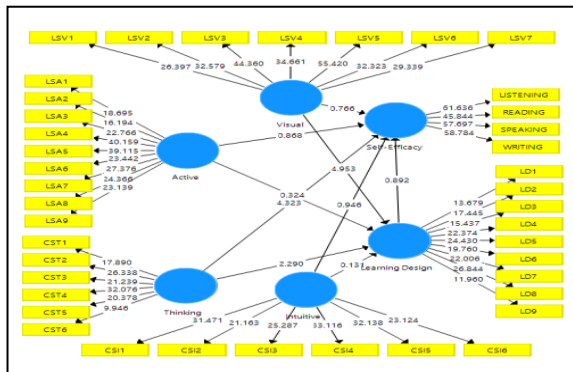 LSV1 LSV2 LSV3 LSV4 LSV5 LSV6 LSV7
26.397 32.579 44.360 34.661 55.420 32.323 29.339
Visual
LSA1
LSA2
LSA3
LSA4
LSA5
LSA6
LSA7
LSA8
LSA9
18.695
16.194
22.766
40.159
39.115
23.442
27.376
24.366
23.139
Active
0.766
0.868
LISTENING
READING
SPEAKING
WRITING
61.636
45.844
57.697
58.784
Self-Efficacy
4.953
0.946
0.892
0.324
4.323
2.290
0.131
LD1
LD2
LD3
LD4
LD5
LD6
LD7
LD8
LD9
13.679
17.445
15.437
22.374
24.430
19.760
22.006
26.844
11.960
Learning Design
CST1
CST2
CST3
CST4
CST5
CST6
17.890
26.338
21.239
32.076
20.378
9.946
Thinking
Intuitive
31.471 21.163 25.287 33.116 32.138 23.124
CSI1 CSI2 CSI3 CSI4 CSI5 CSI6